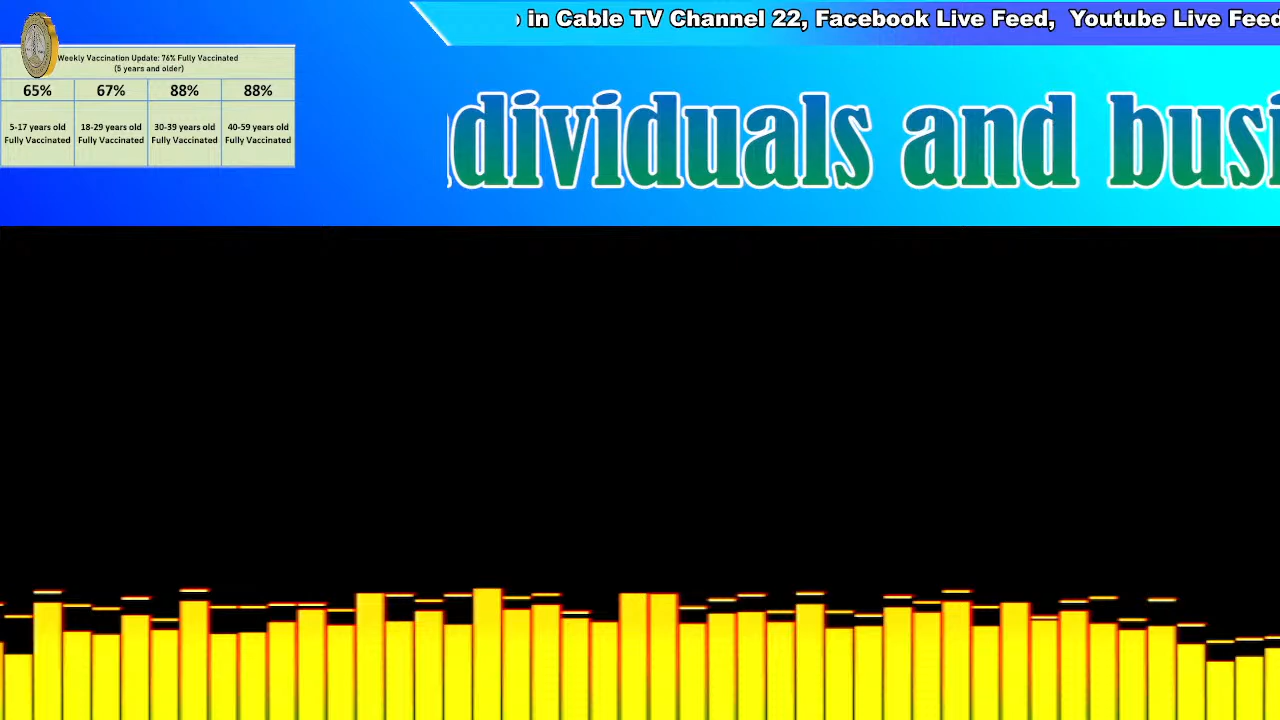 in Cable TV Channel 22, Facebook Live Feed, Youtube Live Feed
Weekly Vaccination Update: 76% Fully Vaccinated
(5 years and older)
65% 67% 88% 88%
5-17 years old 18-29 years old 30-39 years old 40-59 years old
Fully Vaccinated Fully Vaccinated Fully Vaccinated Fully Vaccinated
dividuals and busi